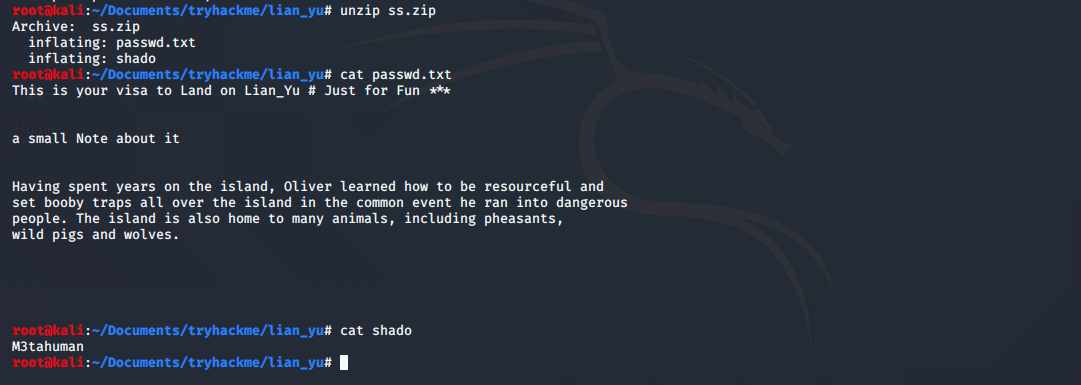 root@kali:~/Documents/tryhackme/lian_yu# unzip ss.zip
Archive:  ss.zip
  inflating: passwd.txt
  inflating: shado
root@kali:~/Documents/tryhackme/lian_yu# cat passwd.txt
This is your visa to Land on Lian_Yu # Just for Fun ***
a small Note about it
Having spent years on the island, Oliver learned how to be resourceful and
set booby traps all over the island in the common event he ran into dangerous
people. The island is also home to many animals, including pheasants,
wild pigs and wolves.
root@kali:~/Documents/tryhackme/lian_yu# cat shado
M3tahuman
root@kali:~/Documents/tryhackme/lian_yu#